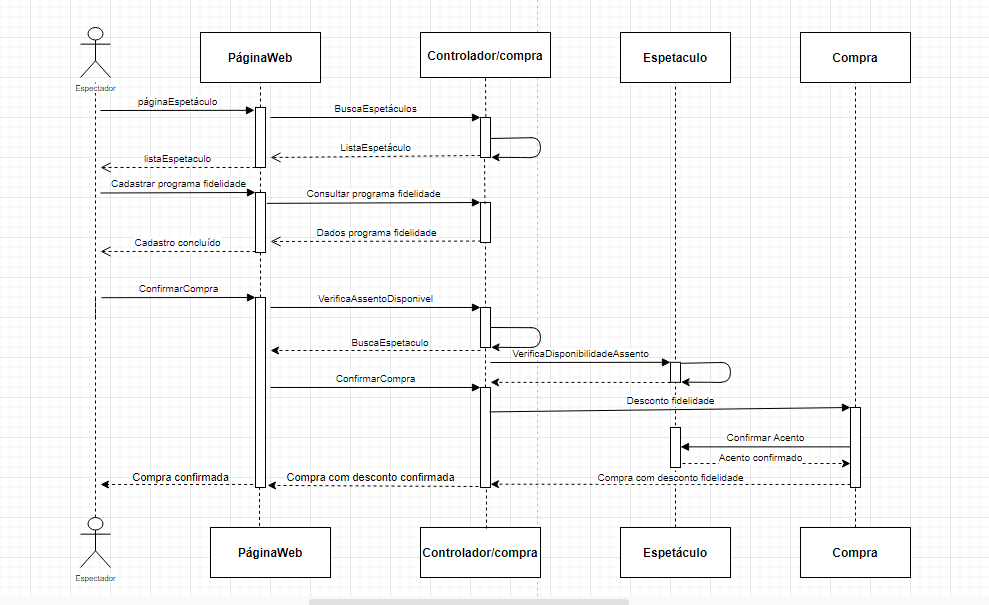 PáginaWeb
Controlador/compra
Espetaculo
Compra
Espectador
páginaEspetáculo
BuscaEspetáculos
ListaEspetáculo
listaEspetaculo
Cadastrar programa fidelidade
Consultar programa fidelidade
Dados programa fidelidade
Cadastro concluído
ConfirmarCompra
VerificaAssentoDisponivel
BuscaEspetaculo
VerificaDisponibilidadeAssento
ConfirmarCompra
Desconto fidelidade
Confirmar Acento
Acento confirmado
Compra confirmada
Compra com desconto confirmada
Compra com desconto fidelidade
PáginaWeb
Controlador/compra
Espetáculo
Compra
Espectador